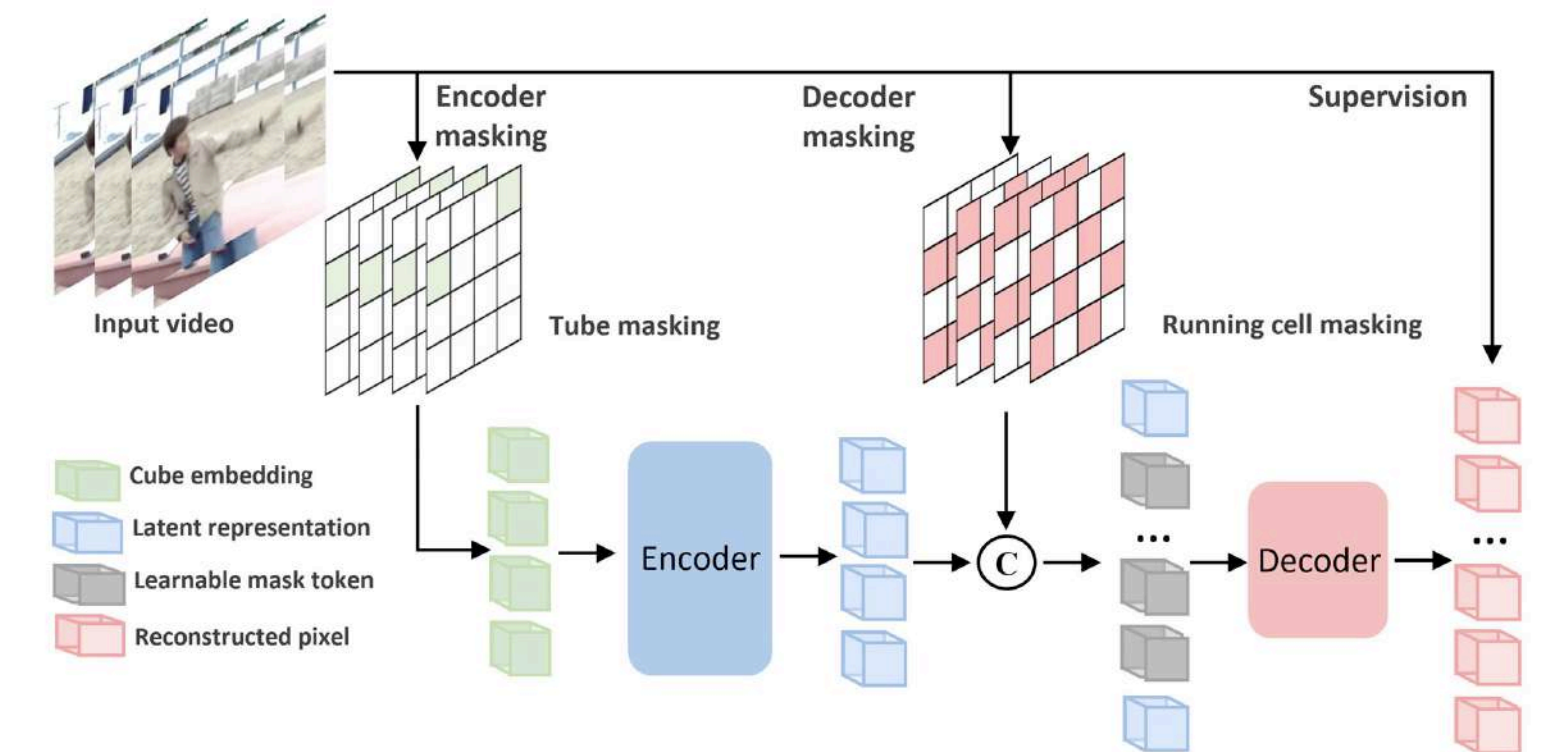 Encoder
masking
Decoder
masking
Supervision
Input video
Tube masking
Running cell masking
Cube embedding
Latent representation
Learnable mask token
Reconstructed pixel
Encoder
C
...
Decoder
...